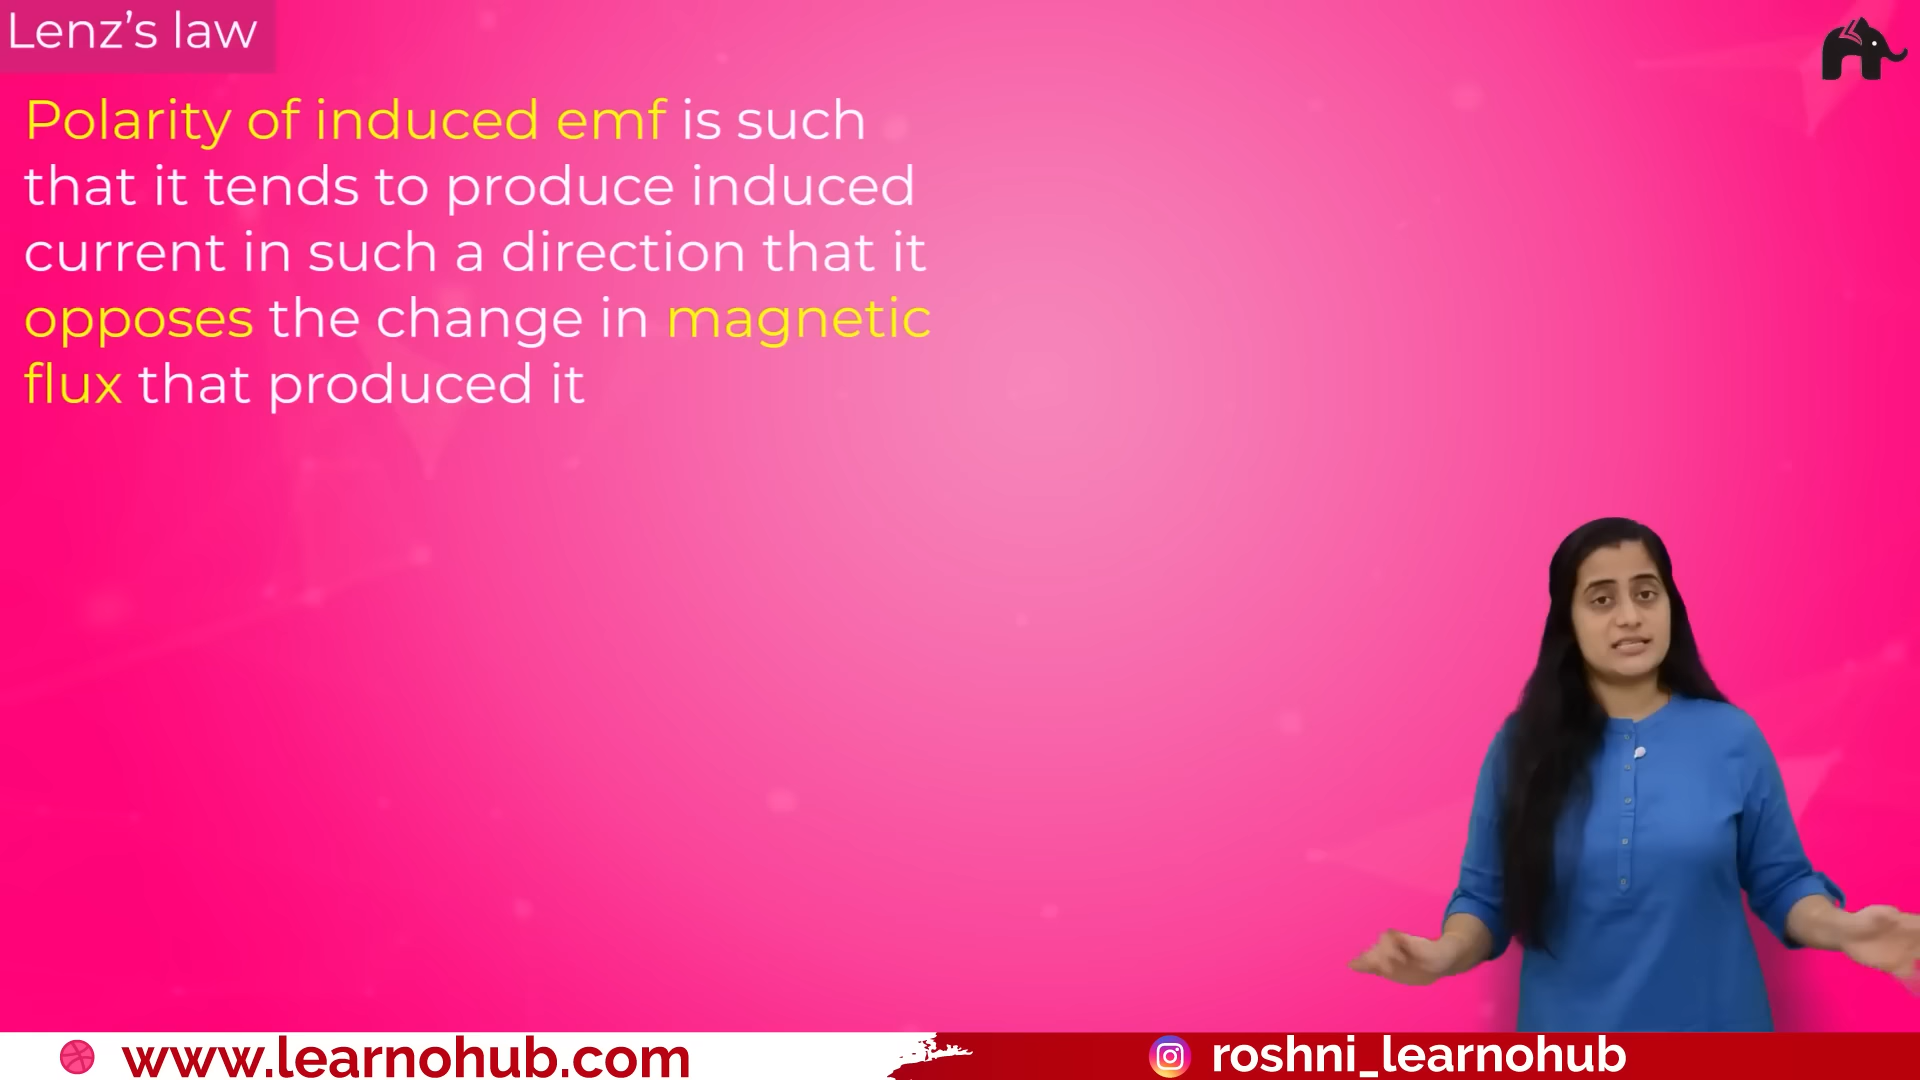 Lenz’s law
Polarity of induced emf is such
that it tends to produce induced
current in such a direction that it
opposes the change in magnetic
flux that produced it
www.learnohub.com
roshni_learnohub